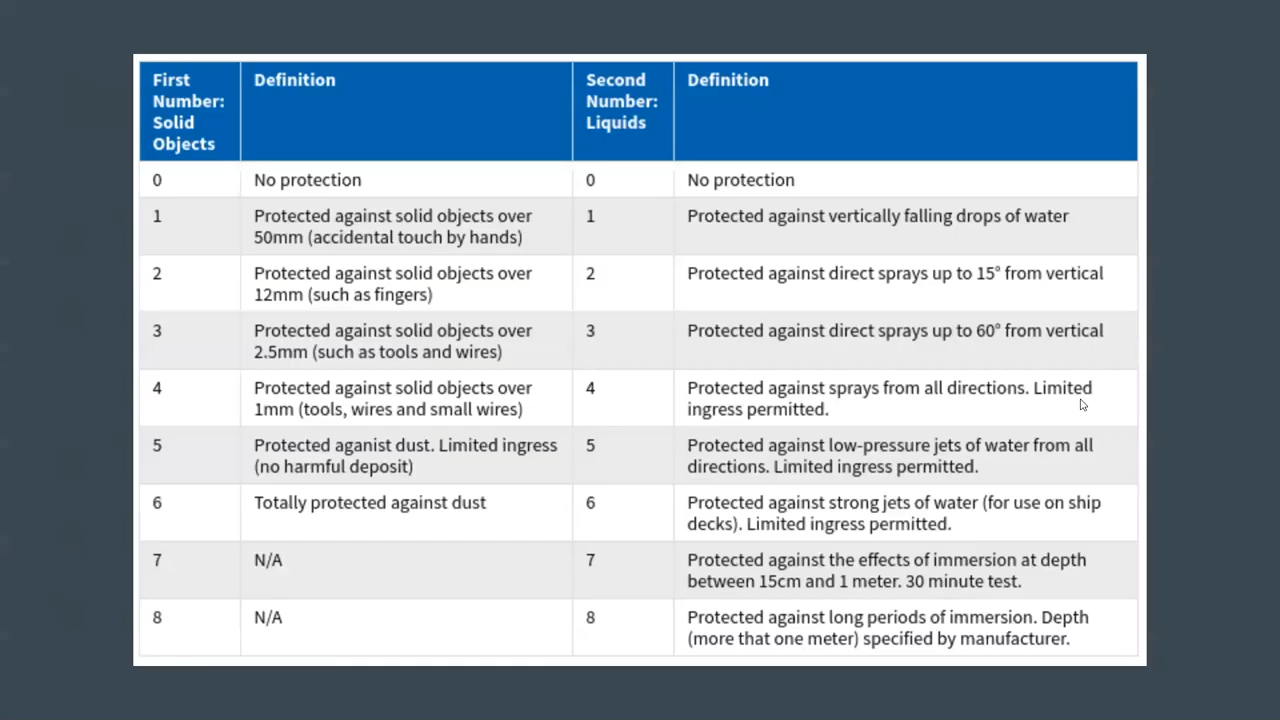 First
Number:
Solid
Objects
Definition
Second
Number:
Liquids
Definition
0
No protection
0
No protection
1
Protected against solid objects over
50mm (accidental touch by hands)
1
Protected against vertically falling drops of water
2
Protected against solid objects over
12mm (such as fingers)
2
Protected against direct sprays up to 15° from vertical
3
Protected against solid objects over
2.5mm (such as tools and wires)
3
Protected against direct sprays up to 60° from vertical
4
Protected against solid objects over
1mm (tools, wires and small wires)
4
Protected against sprays from all directions. Limited
ingress permitted.
5
Protected aganist dust. Limited ingress
(no harmful deposit)
5
Protected against low-pressure jets of water from all
directions. Limited ingress permitted.
6
Totally protected against dust
6
Protected against strong jets of water (for use on ship
decks). Limited ingress permitted.
7
N/A
7
Protected against the effects of immersion at depth
between 15cm and 1 meter. 30 minute test.
8
N/A
8
Protected against long periods of immersion. Depth
(more that one meter) specified by manufacturer.